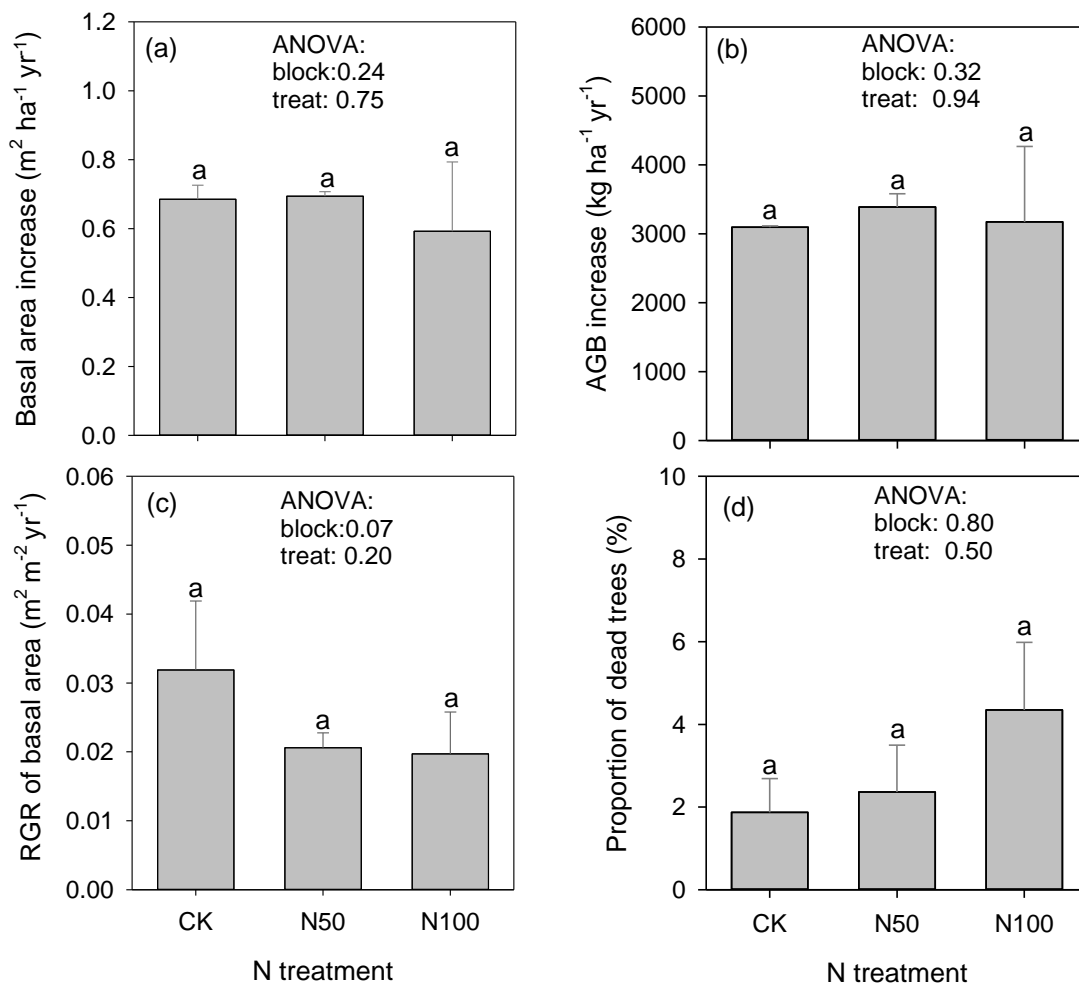 (a)
ANOVA:
block:0.24
treat: 0.75
Basal area increase (m² ha⁻¹ yr⁻¹)
1.2
1.0
0.8
0.6
0.4
0.2
0.0
a
a
a
(b)
ANOVA:
block: 0.32
treat: 0.94
AGB increase (kg ha⁻¹ yr⁻¹)
6000
5000
4000
3000
2000
1000
0
a
a
a
(c)
ANOVA:
block:0.07
treat: 0.20
RGR of basal area (m² m⁻² yr⁻¹)
0.06
0.05
0.04
0.03
0.02
0.01
0.00
a
a
a
CK N50 N100
N treatment
(d)
ANOVA:
block: 0.80
treat: 0.50
Proportion of dead trees (%)
10
8
6
4
2
0
a
a
a
CK N50 N100
N treatment